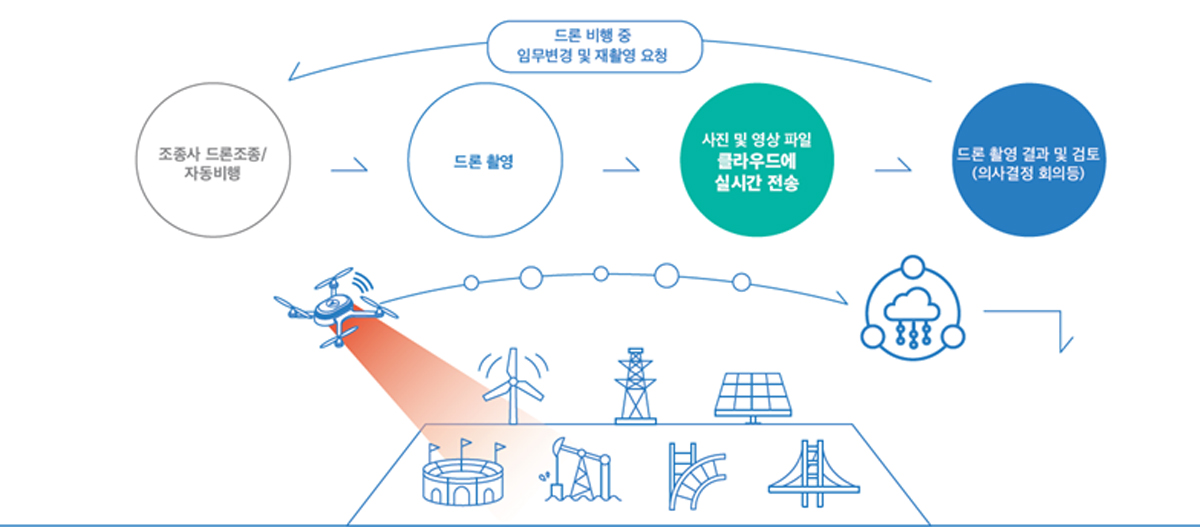 드론 비행 중
임무변경 및 재촬영 요청
조종사 드론조종/
자동비행
드론 촬영
사진 및 영상 파일
클라우드에
실시간 전송
드론 촬영 결과 및 검토
(의사결정 회의등)